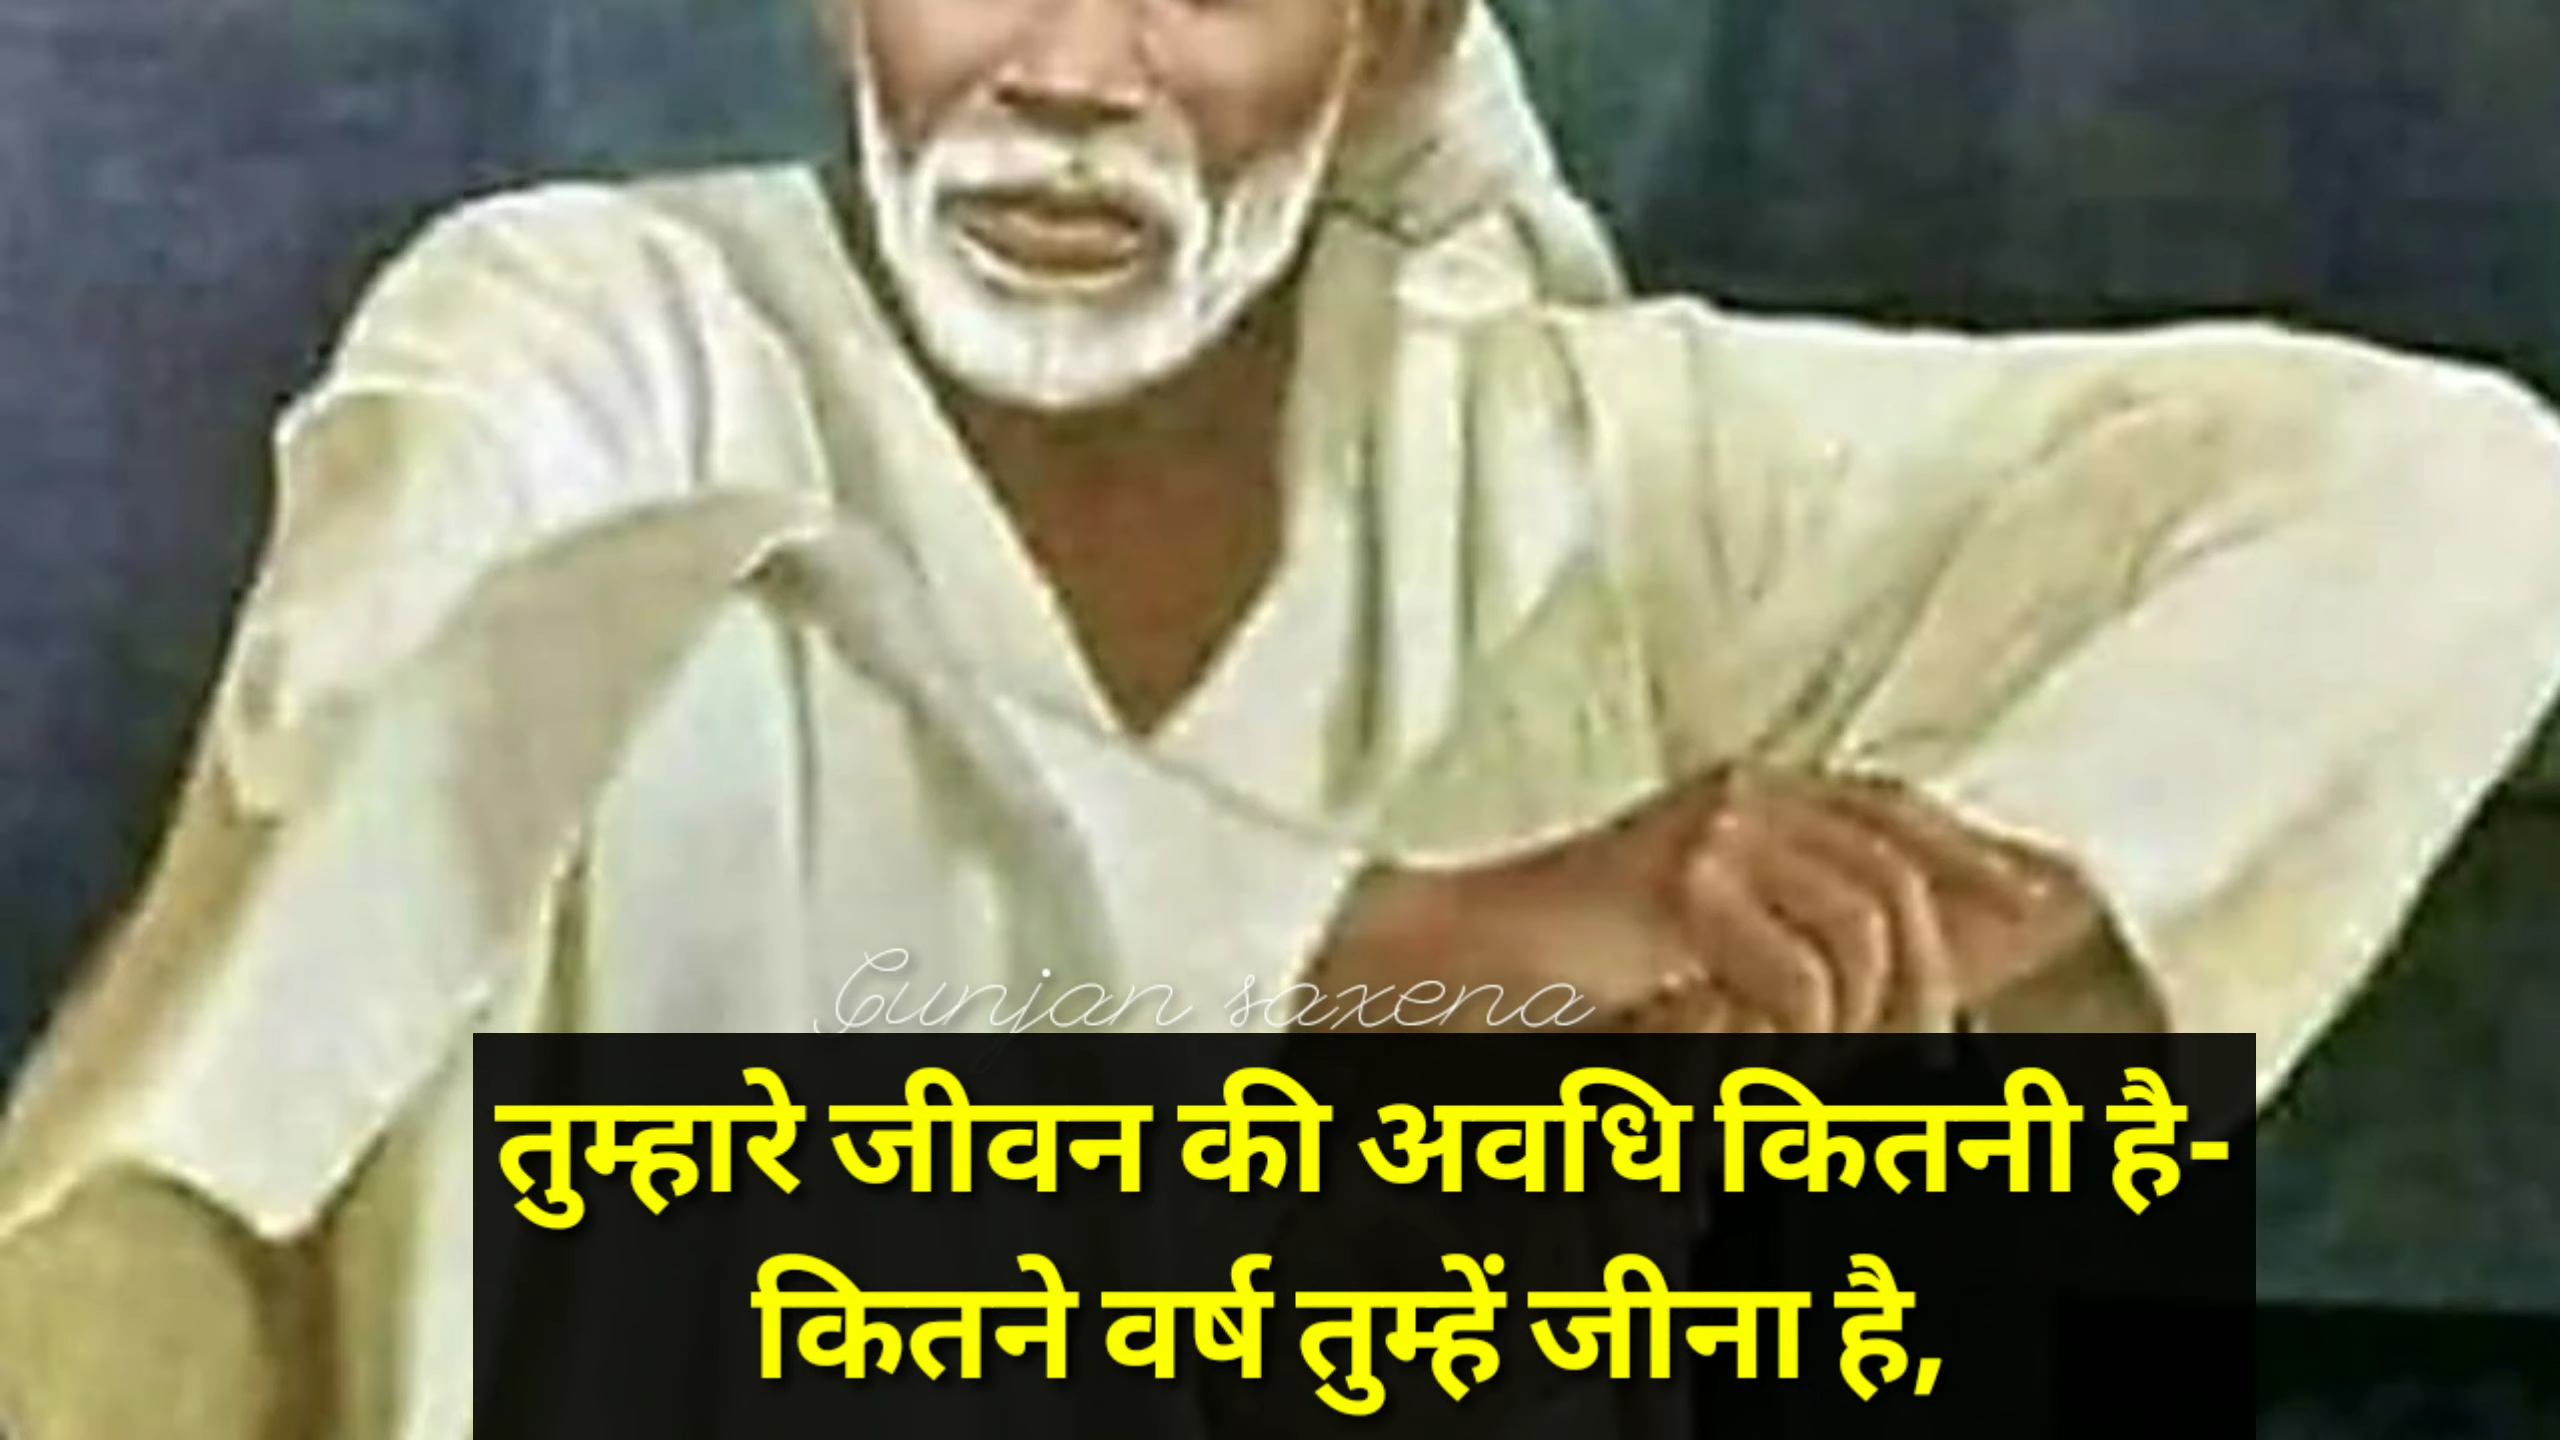 Gunjan saxena
तुम्हारे जीवन की अवधि कितनी है-
कितने वर्ष तुम्हें जीना है,